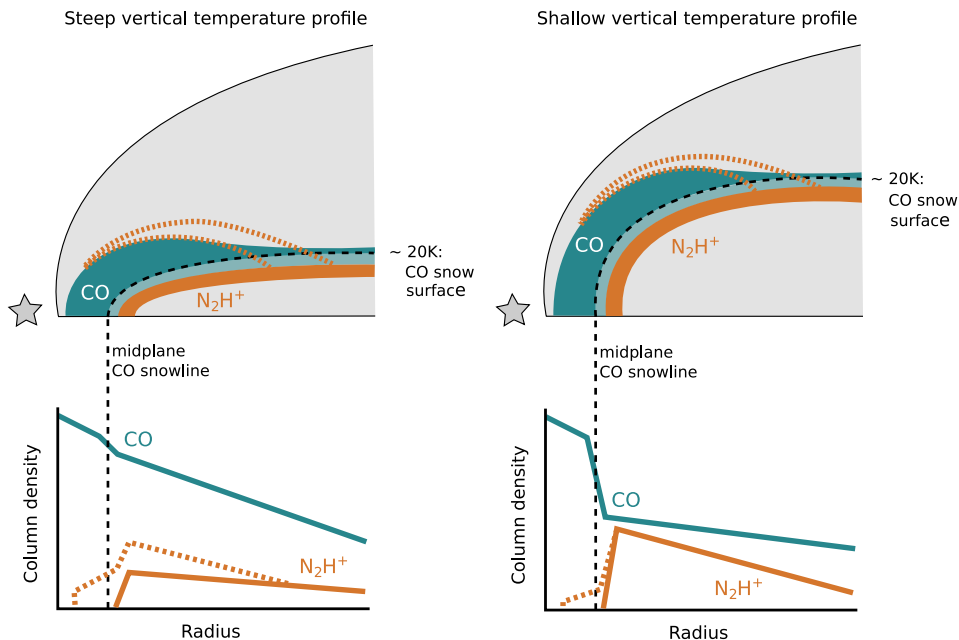 Steep vertical temperature profile
CO
N₂H⁺
~ 20K:
CO snow
surface
midplane
CO snowline
Column density
CO
N₂H⁺
Radius
Shallow vertical temperature profile
CO
N₂H⁺
~ 20K:
CO snow
surface
midplane
CO snowline
Column density
CO
N₂H⁺
Radius